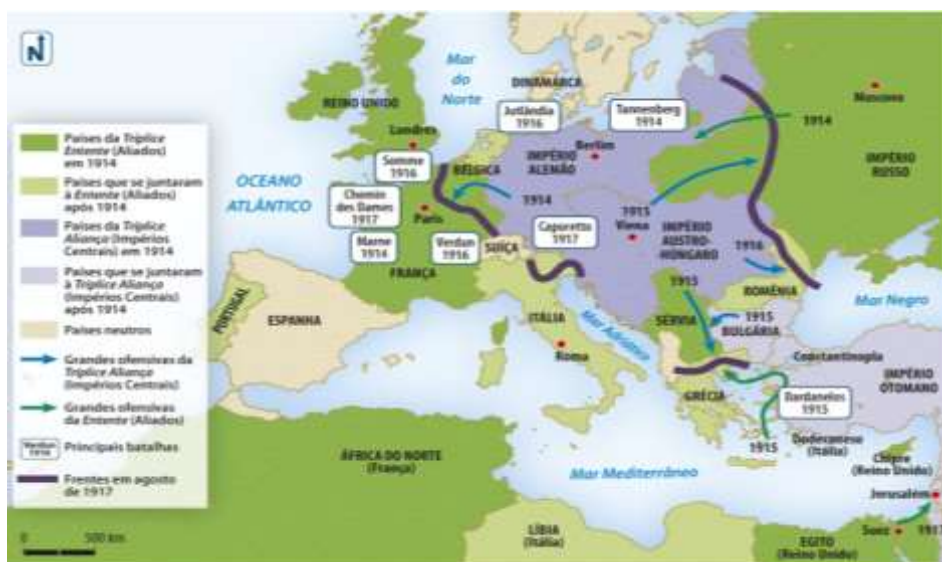 N
Países da Tríplice
Entente (Aliados)
em 1914
Países que se juntaram
à Entente (Aliados)
após 1914
Países da Tríplice
Aliança (Impérios
Centrais) em 1914
Países que se juntaram
à Tríplice Aliança
(Impérios Centrais)
após 1914
Países neutros
Grandes ofensivas da
Tríplice Aliança
(Impérios Centrais)
Grandes ofensivas
da Entente (Aliados)
Verdun
1916
Principais batalhas
Frentes em agosto
de 1917
0 500 km
Mar
do
Norte
DINAMARCA
REINO UNIDO
Londres
Jutlândia
1916
Tannenberg
1914
Moscou
1914
IMPÉRIO
RUSSO
Somme
1916
BÉLGICA
IMPÉRIO
ALEMÃO
Berlim
OCEANO
ATLÂNTICO
Chemin
des Dames
1917
Paris
1914
Marne
1914
Verdun
1916
SUÍÇA
Caporetto
1917
1915
Viena
IMPÉRIO
AUSTRO-
HÚNGARO
1916
FRANÇA
1915
ROMÊNIA
Mar Negro
PORTUGAL
ESPANHA
ITÁLIA
Mar Adriático
SÉRVIA
1915
BULGÁRIA
Roma
Constantinopla
IMPÉRIO
OTOMANO
GRÉCIA
Dardanelos
1915
1915
Dodecaneso
(Itália)
Chipre
(Reino Unido)
ÁFRICA DO NORTE
(França)
Mar Mediterrâneo
Jerusalém
LÍBIA
(Itália)
EGITO
(Reino Unido)
Suez
1917